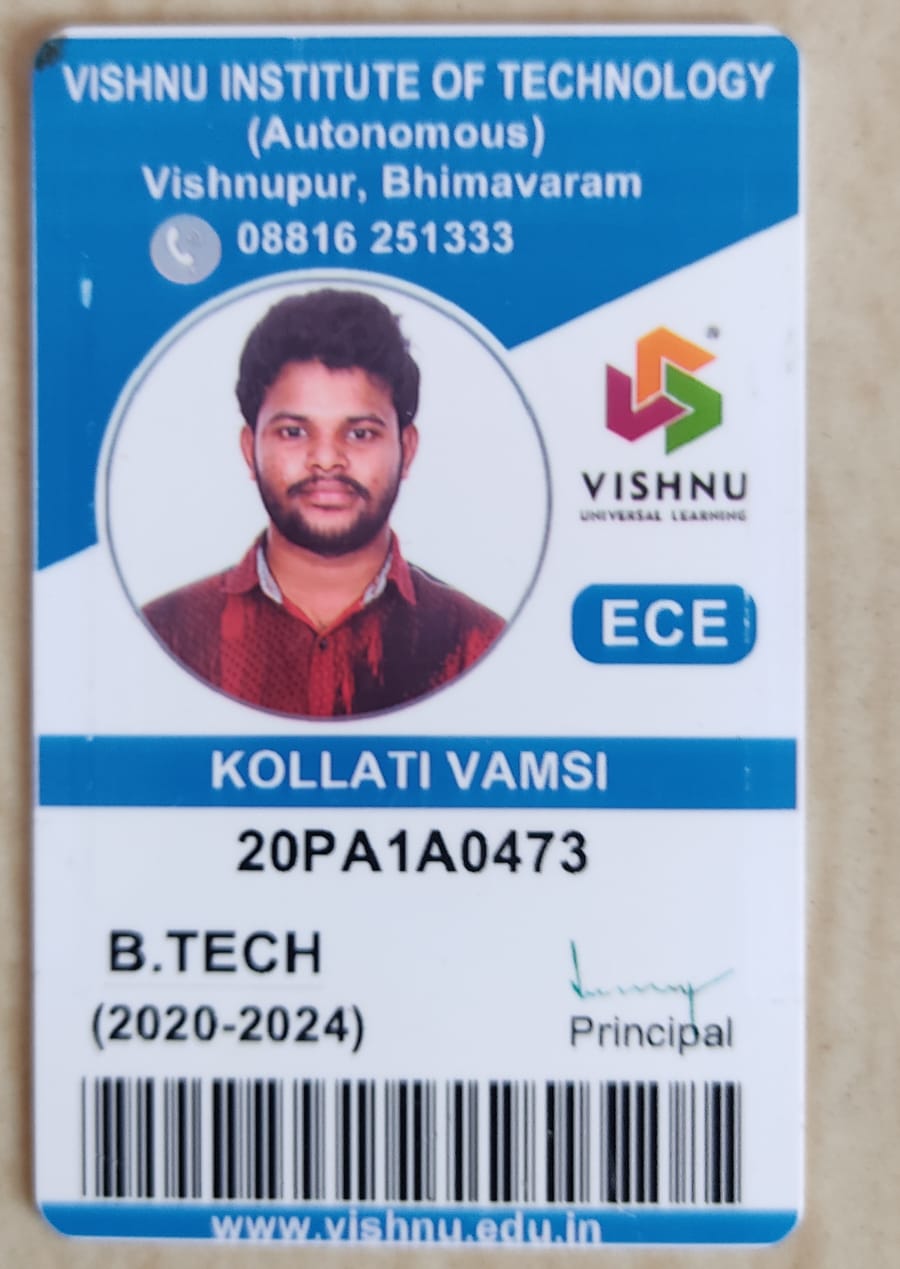 VISHNU INSTITUTE OF TECHNOLOGY
(Autonomous)
Vishnupur, Bhimavaram
08816 251333
VISHNU
UNIVERSAL LEARNING
ECE
KOLLATI VAMSI
20PA1A0473
B.TECH
(2020-2024)
Principal
www.vishnu.edu.in